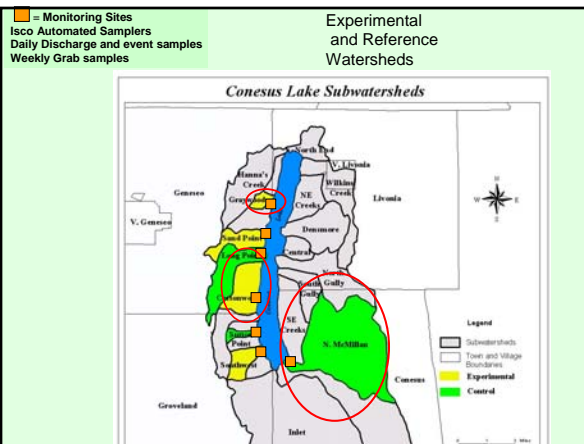 = Monitoring Sites
Isco Automated Samplers
Daily Discharge and event samples
Weekly Grab samples
Experimental
and Reference
Watersheds
Conesus Lake Subwatersheds
North End
V. Livonia
Hanna's
Creek
Wilkins
Creek
Geneseo
Graywood
NE
Creeks
Livonia
N
W
E
S
V. Geneseo
Densmore
Sand Point
Central
Long Point
North
Gully
South
Gully
Cottonwood
SE
Creeks
N. McMillan
Point
Southwest
Conesus
Groveland
Inlet
Legend
Subwatersheds
Town and Village
Boundaries
Experimental
Control